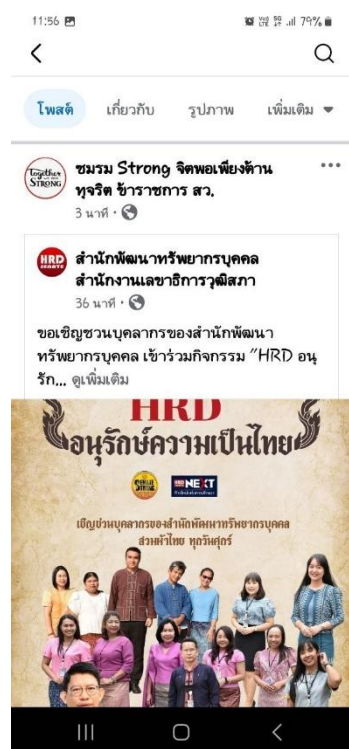 11:56
79%
โพสต์ เกี่ยวกับ รูปภาพ เพิ่มเติม
Together
STRONG
ชมรม Strong จิตพอเพียงต้าน
ทุจริต ข้าราชการ สว.
3 นาที
HRD
SENATE
สำนักพัฒนาทรัพยากรบุคคล
สำนักงานเลขาธิการวุฒิสภา
36 นาที
ขอเชิญชวนบุคลากรของสำนักพัฒนา
ทรัพยากรบุคคล เข้าร่วมกิจกรรม "HRD อนุ
รัก... ดูเพิ่มเติม
HRD
อนุรักษ์ความเป็นไทย
STRONG
NEXT
เชิญชวนบุคลากรของสำนักพัฒนาทรัพยากรบุคคล
สวมผ้าไทย ทุกวันศุกร์